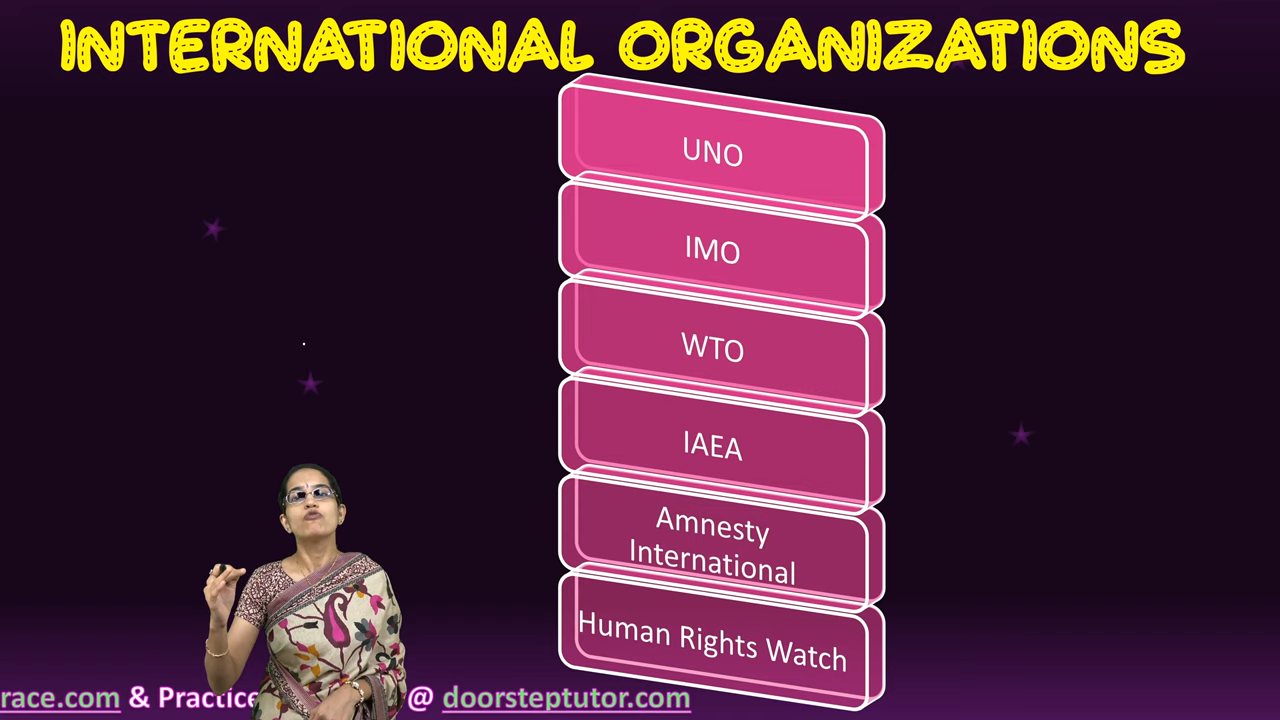 INTERNATIONAL ORGANIZATIONS
UNO
IMO
WTO
IAEA
Amnesty
International
Human Rights Watch
race.com & Practice @ doorsteptutor.com